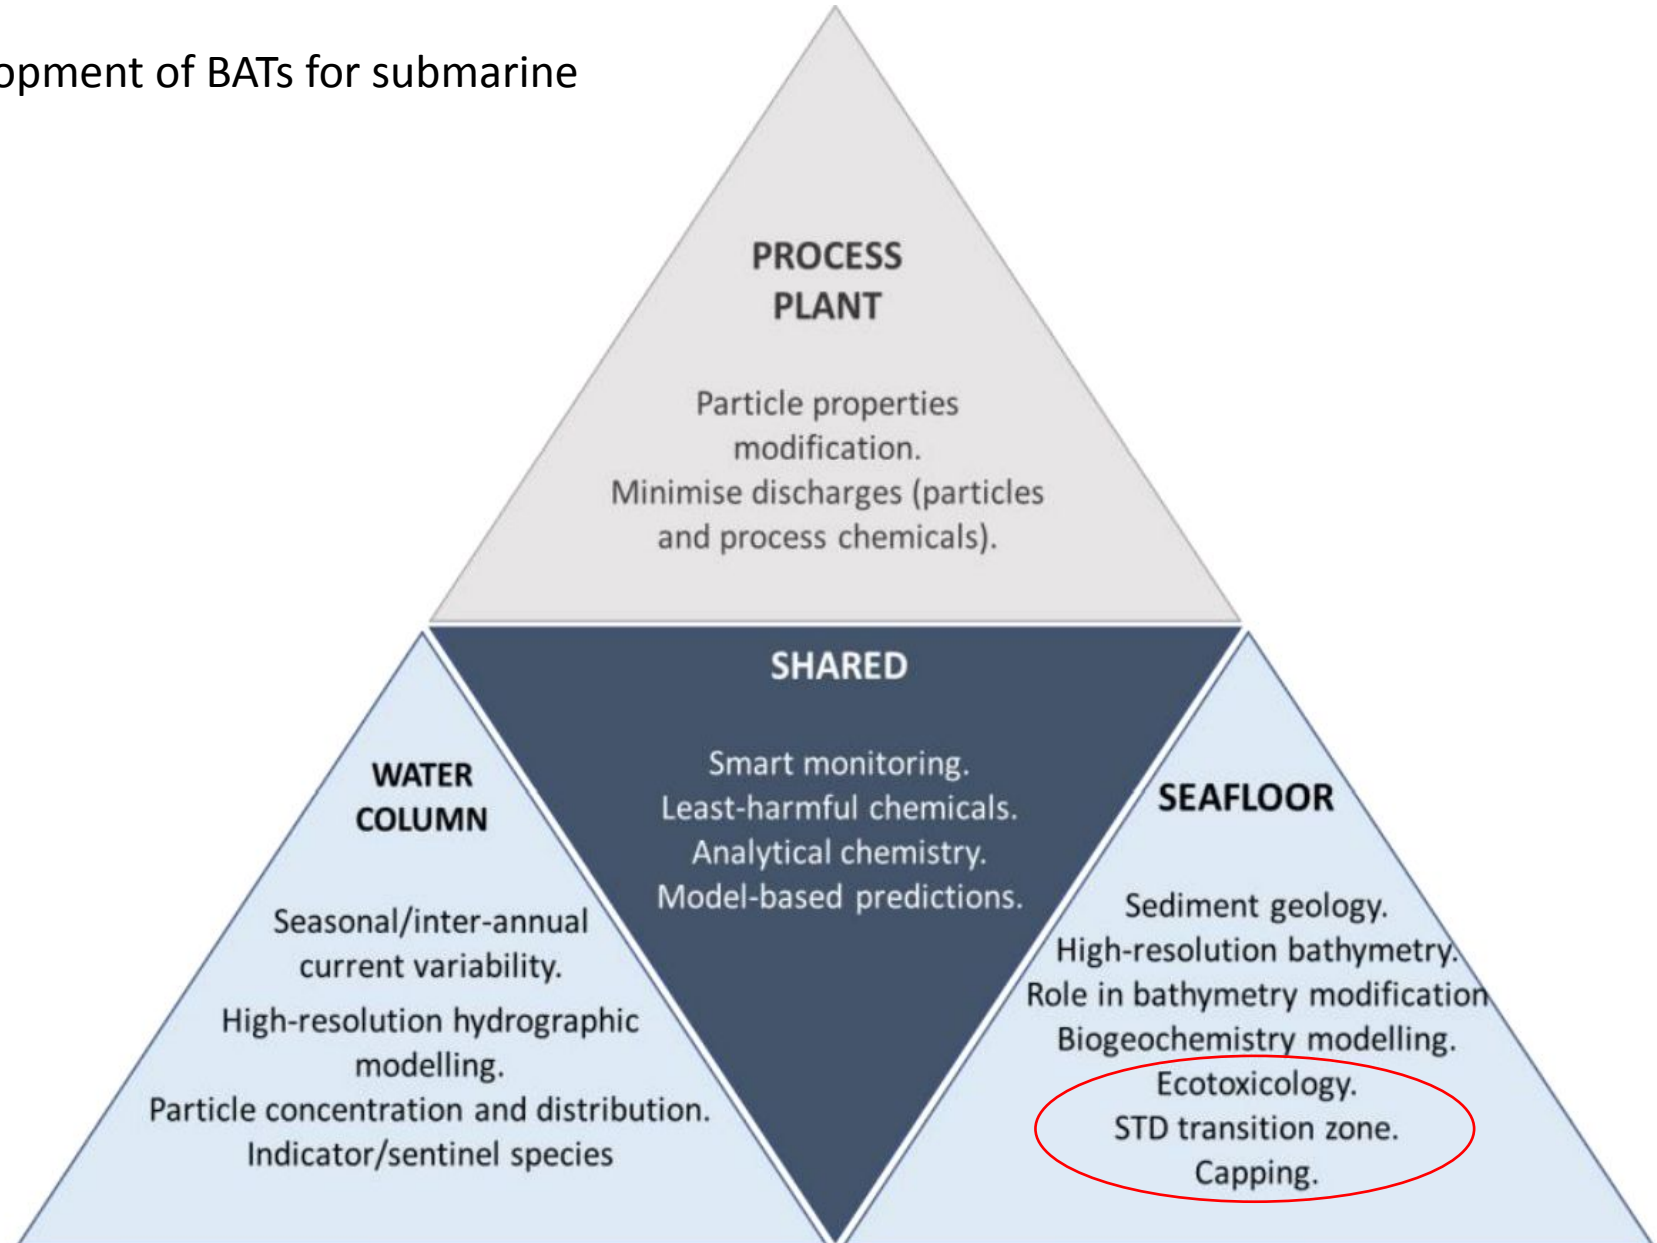 of BATs for submarine
PROCESS
PLANT
Particle properties
modification.
Minimise discharges (particles
and process chemicals).
SHARED
Smart monitoring.
Least-harmful chemicals.
Analytical chemistry.
Model-based predictions.
WATER
COLUMN
Seasonal/inter-annual
current variability.
High-resolution hydrographic
modelling.
Particle concentration and distribution.
Indicator/sentinel species
SEAFLOOR
Sediment geology.
High-resolution bathymetry.
Role in bathymetry modification
Biogeochemistry modelling.
Ecotoxicology.
STD transition zone.
Capping.